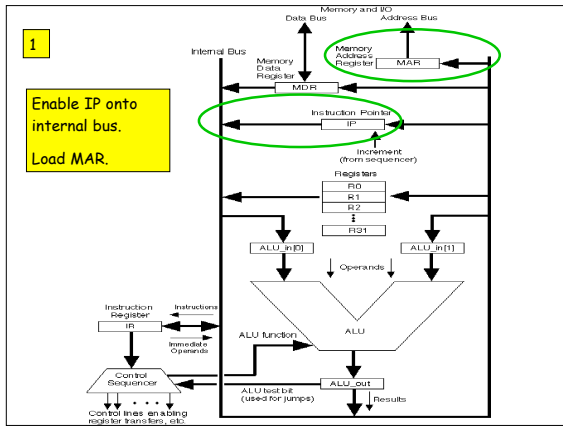 1
Enable IP onto
internal bus.
Load MAR.
Memory and I/O
Data Bus
Address Bus
Internal Bus
Memory
Data
Register
MDR
Memory
Address
Register
MAR
Instruction Pointer
IP
Increment
(from sequencer)
Registers
R0
R1
R2
R31
ALU_in[0]
ALU_in[1]
Operands
ALU
Instruction
Register
IR
Instructions
Immediate
Operands
ALU function
Control
Sequencer
ALU test bit
(used for jumps)
ALU_out
Results
Control lines enabling
register transfers, etc.